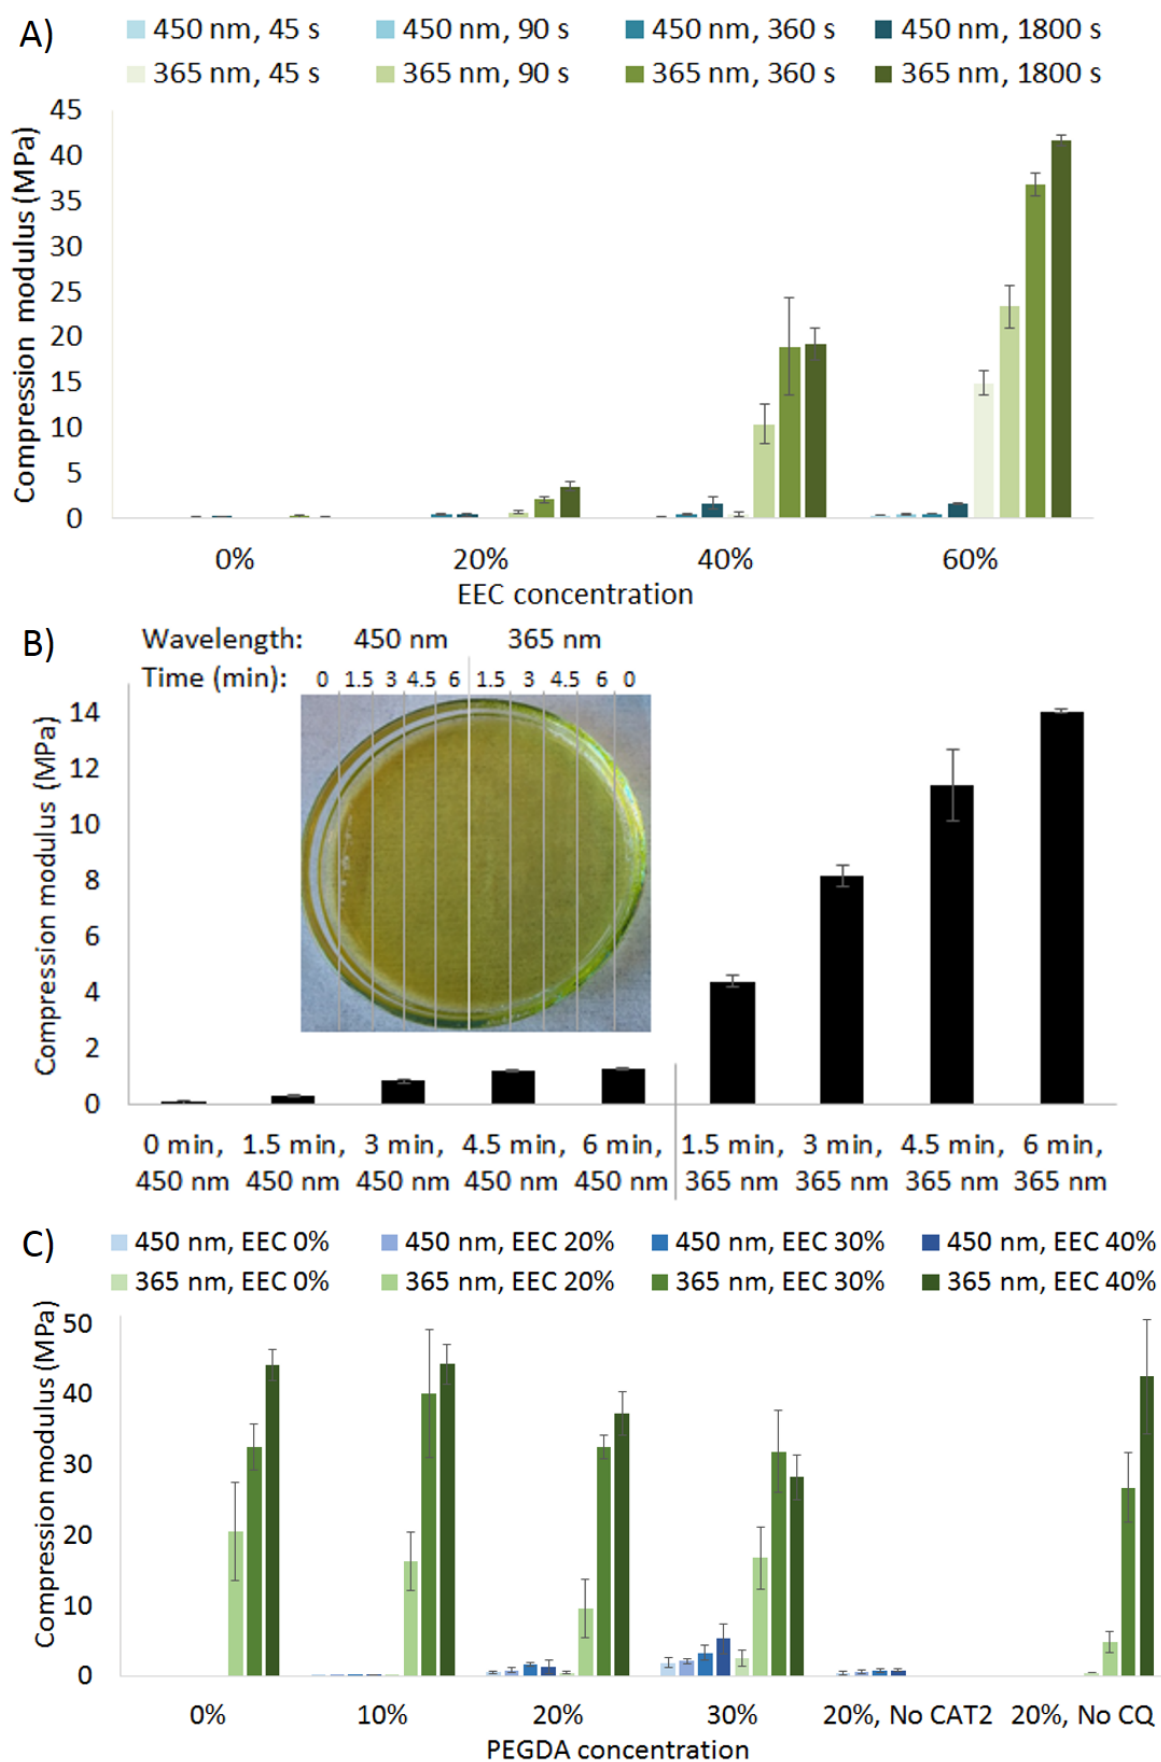 A)
450 nm, 45 s 450 nm, 90 s 450 nm, 360 s 450 nm, 1800 s
365 nm, 45 s 365 nm, 90 s 365 nm, 360 s 365 nm, 1800 s
Compression modulus (MPa)
45
40
35
30
25
20
15
10
5
0
0% 20% 40% 60%
EEC concentration
B)
Wavelength: 450 nm 365 nm
Time (min): 0 1.5 3 4.5 6 1.5 3 4.5 6 0
Compression modulus (MPa)
14
12
10
8
6
4
2
0
0 min, 1.5 min, 3 min, 4.5 min, 6 min, 1.5 min, 3 min, 4.5 min, 6 min,
450 nm 450 nm 450 nm 450 nm 450 nm 365 nm 365 nm 365 nm 365 nm
C)
450 nm, EEC 0% 450 nm, EEC 20% 450 nm, EEC 30% 450 nm, EEC 40%
365 nm, EEC 0% 365 nm, EEC 20% 365 nm, EEC 30% 365 nm, EEC 40%
Compression modulus (MPa)
50
40
30
20
10
0
0% 10% 20% 30% 20%, No CAT2 20%, No CQ
PEGDA concentration